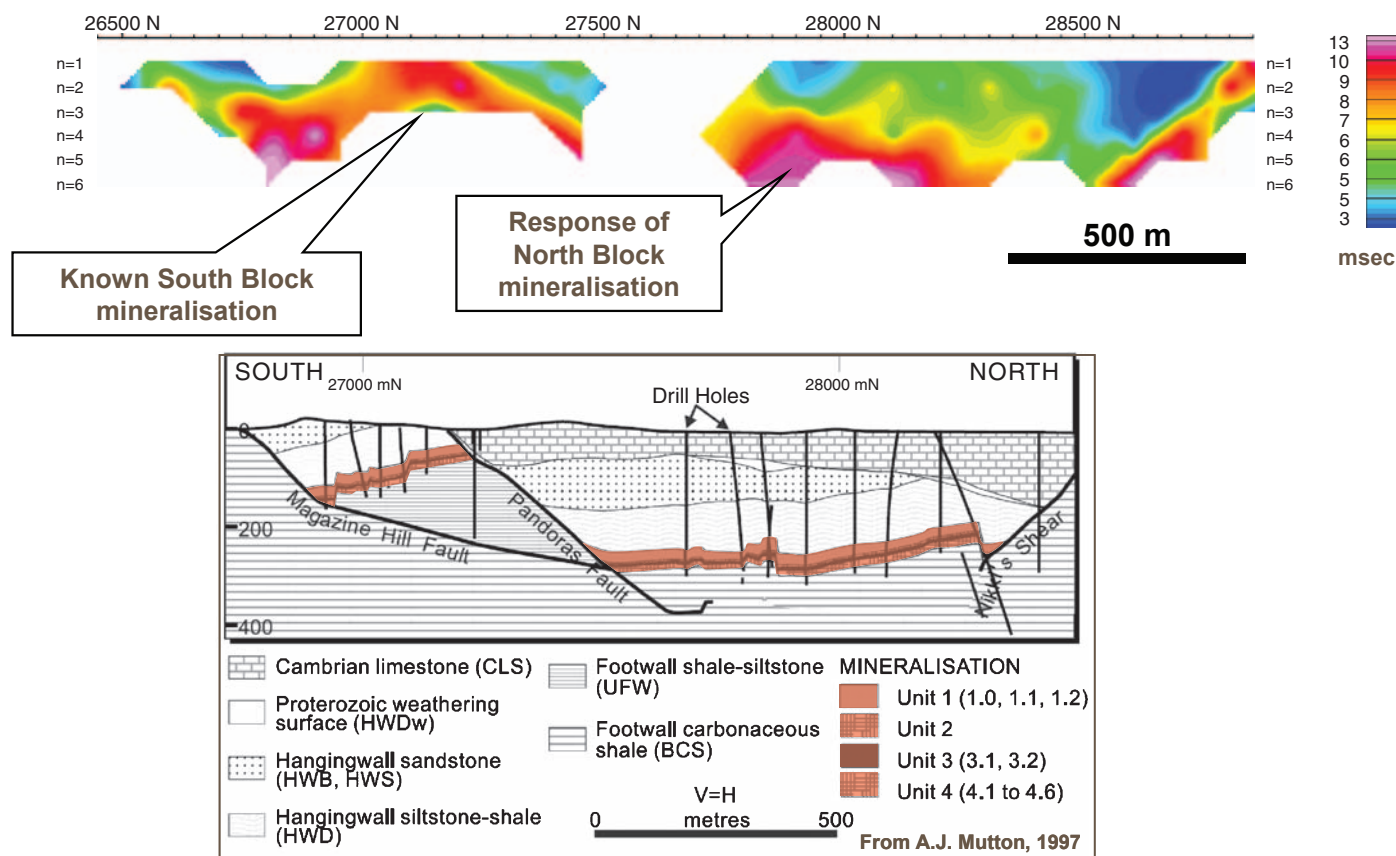 26500 N 27000 N 27500 N 28000 N 28500 N
n=1
n=2
n=3
n=4
n=5
n=6
n=1
n=2
n=3
n=4
n=5
n=6
13
10
9
8
7
6
6
5
5
3
msec
Known South Block
mineralisation
Response of
North Block
mineralisation
500 m
SOUTH
27000 mN
28000 mN
NORTH
Drill Holes
0
200
400
Magazine Hill Fault
Pandoras Fault
Nikki's Shear
Cambrian limestone (CLS)
Proterozoic weathering
surface (HWDw)
Hangingwall sandstone
(HWB, HWS)
Hangingwall siltstone-shale
(HWD)
Footwall shale-siltstone
(UFW)
Footwall carbonaceous
shale (BCS)
V=H
0 metres 500
MINERALISATION
Unit 1 (1.0, 1.1, 1.2)
Unit 2
Unit 3 (3.1, 3.2)
Unit 4 (4.1 to 4.6)
From A.J. Mutton, 1997